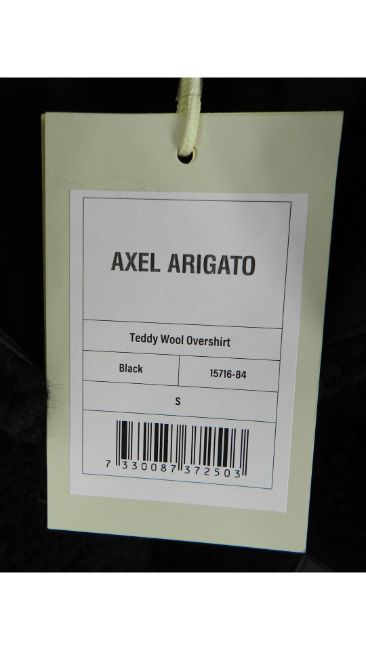 AXEL ARIGATO
Teddy Wool Overshirt
Black 15716-84
S
7 330087 372503